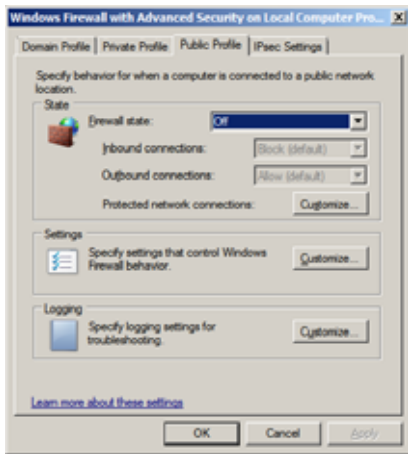 Windows Firewall with Advanced Security on Local Computer Pro...
Domain Profile Private Profile Public Profile IPsec Settings
Specify behavior for when a computer is connected to a public network
location.
State
Firewall state: Off
Inbound connections: Block (default)
Outbound connections: Allow (default)
Protected network connections: Customize...
Settings
Specify settings that control Windows
Firewall behavior.
Customize...
Logging
Specify logging settings for
troubleshooting.
Customize...
Learn more about these settings
OK Cancel Apply